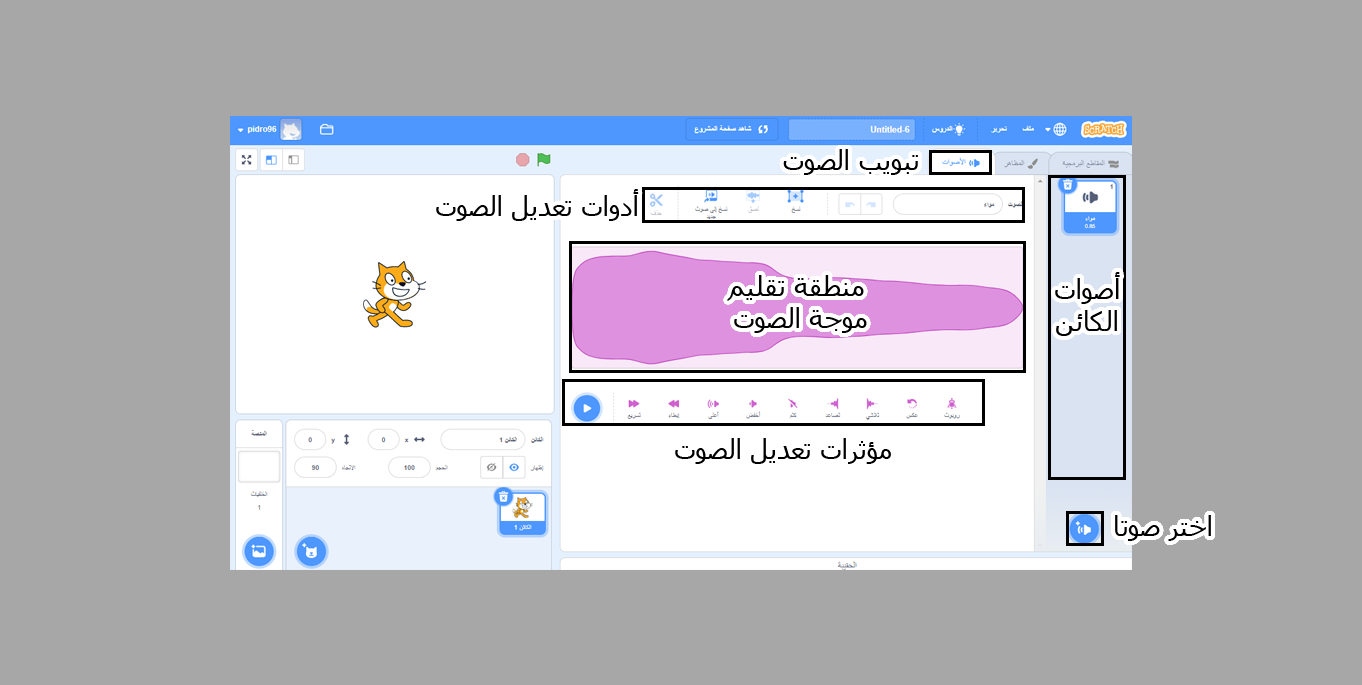 SCRATCH
ملف
تحرير
الدروس
Untitled-6
شاهد صفحة المشروع
pidro96
المقاطع البرمجية
المظاهر
الأصوات
تبويب الصوت
1
مواء
0.86
الصوت
مواء
نسخ
لصق
نسخ إلى صوت جديد
حذف
أدوات تعديل الصوت
منطقة تقليم
موجة الصوت
أصوات
الكائن
روبوت
عكس
تلاشي
تصاعد
كتم
أخفض
أعلى
إبطاء
تسريع
مؤثرات تعديل الصوت
اختر صوتا
الكائن
الكائن 1
x
0
y
0
إظهار
الحجم
100
الاتجاه
90
الكائن 1
المنصة
الخلفيات
1
الحقيبة